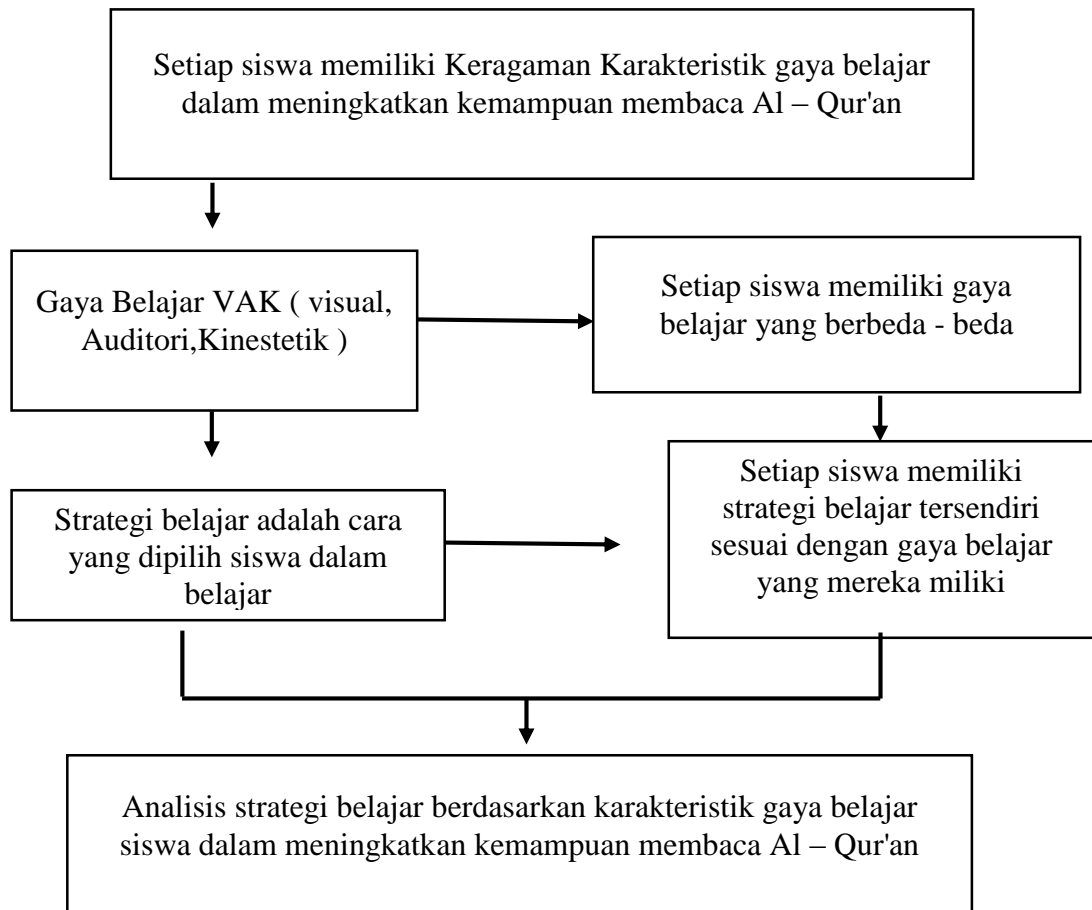 Setiap siswa memiliki Keragaman Karakteristik gaya belajar
dalam meningkatkan kemampuan membaca Al – Qur'an
Gaya Belajar VAK ( visual,
Auditori,Kinestetik )
Setiap siswa memiliki gaya
belajar yang berbeda - beda
Strategi belajar adalah cara
yang dipilih siswa dalam
belajar
Setiap siswa memiliki
strategi belajar tersendiri
sesuai dengan gaya belajar
yang mereka miliki
Analisis strategi belajar berdasarkan karakteristik gaya belajar
siswa dalam meningkatkan kemampuan membaca Al – Qur'an